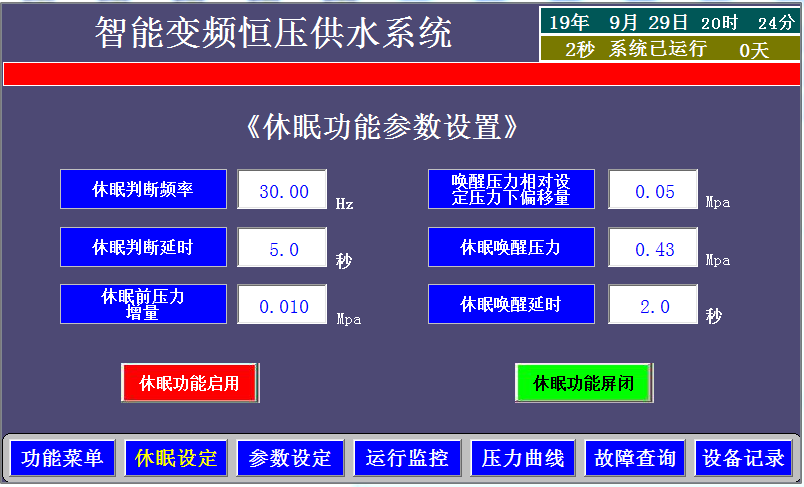 智能变频恒压供水系统
19年 9月 29日 20时 24分
2秒 系统已运行 0天
《休眠功能参数设置》
休眠判断频率 30.00 Hz
唤醒压力相对设
定压力下偏移量 0.05 Mpa
休眠判断延时 5.0 秒
休眠唤醒压力 0.43 Mpa
休眠前压力
增量 0.010 Mpa
休眠唤醒延时 2.0 秒
休眠功能启用 休眠功能屏闭
功能菜单 休眠设定 参数设定 运行监控 压力曲线 故障查询 设备记录